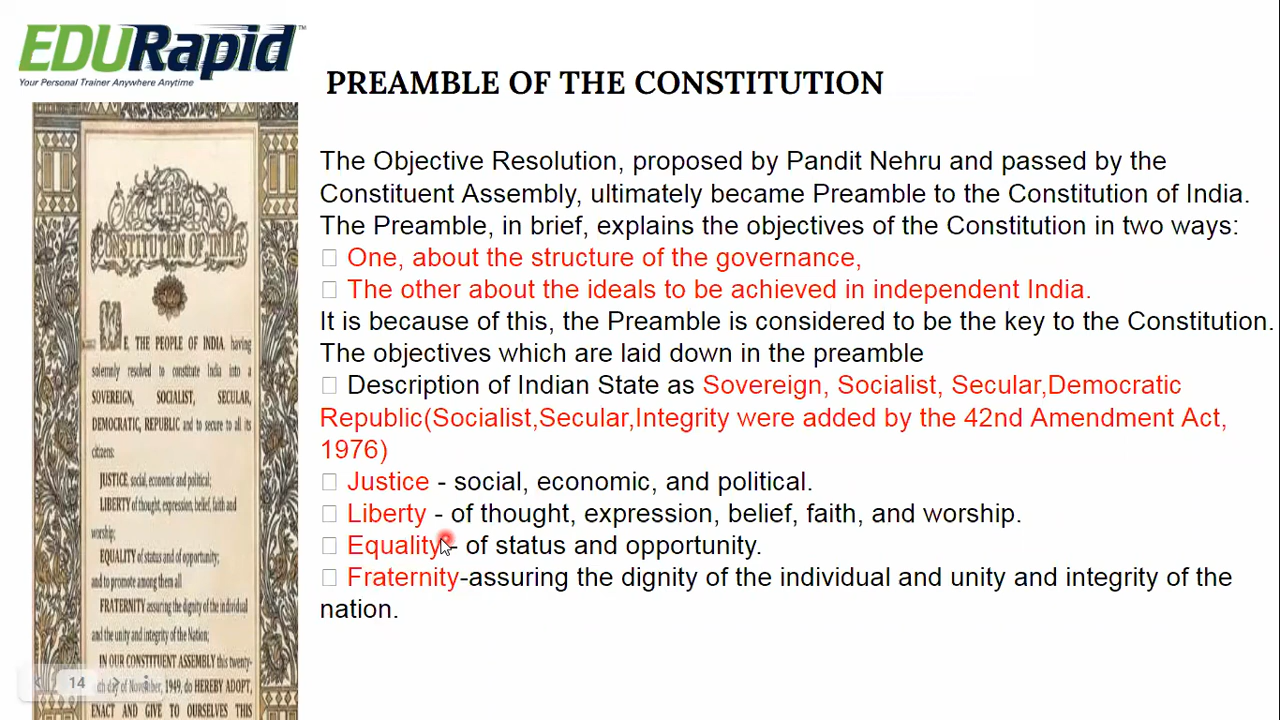 EDURapid™
Your Personal Trainer Anywhere Anytime
PREAMBLE OF THE CONSTITUTION
The Objective Resolution, proposed by Pandit Nehru and passed by the
Constituent Assembly, ultimately became Preamble to the Constitution of India.
The Preamble, in brief, explains the objectives of the Constitution in two ways:
One, about the structure of the governance,
The other about the ideals to be achieved in independent India.
It is because of this, the Preamble is considered to be the key to the Constitution.
The objectives which are laid down in the preamble
Description of Indian State as Sovereign, Socialist, Secular,Democratic
Republic(Socialist,Secular,Integrity were added by the 42nd Amendment Act,
1976)
Justice - social, economic, and political.
Liberty - of thought, expression, belief, faith, and worship.
Equality - of status and opportunity.
Fraternity-assuring the dignity of the individual and unity and integrity of the
nation.
THE
CONSTITUTION OF INDIA
WE, THE PEOPLE OF INDIA, having
solemnly resolved to constitute India into a
SOVEREIGN, SOCIALIST, SECULAR,
DEMOCRATIC, REPUBLIC and to secure to all its
citizens:
JUSTICE, social, economic and political;
LIBERTY of thought, expression, belief, faith and
worship;
EQUALITY of status and of opportunity;
and to promote among them all
FRATERNITY assuring the dignity of the individual
and the unity and integrity of the Nation;
IN OUR CONSTITUENT ASSEMBLY this twenty-
day of November, 1949, do HEREBY ADOPT,
ENACT AND GIVE TO OURSELVES THIS
14